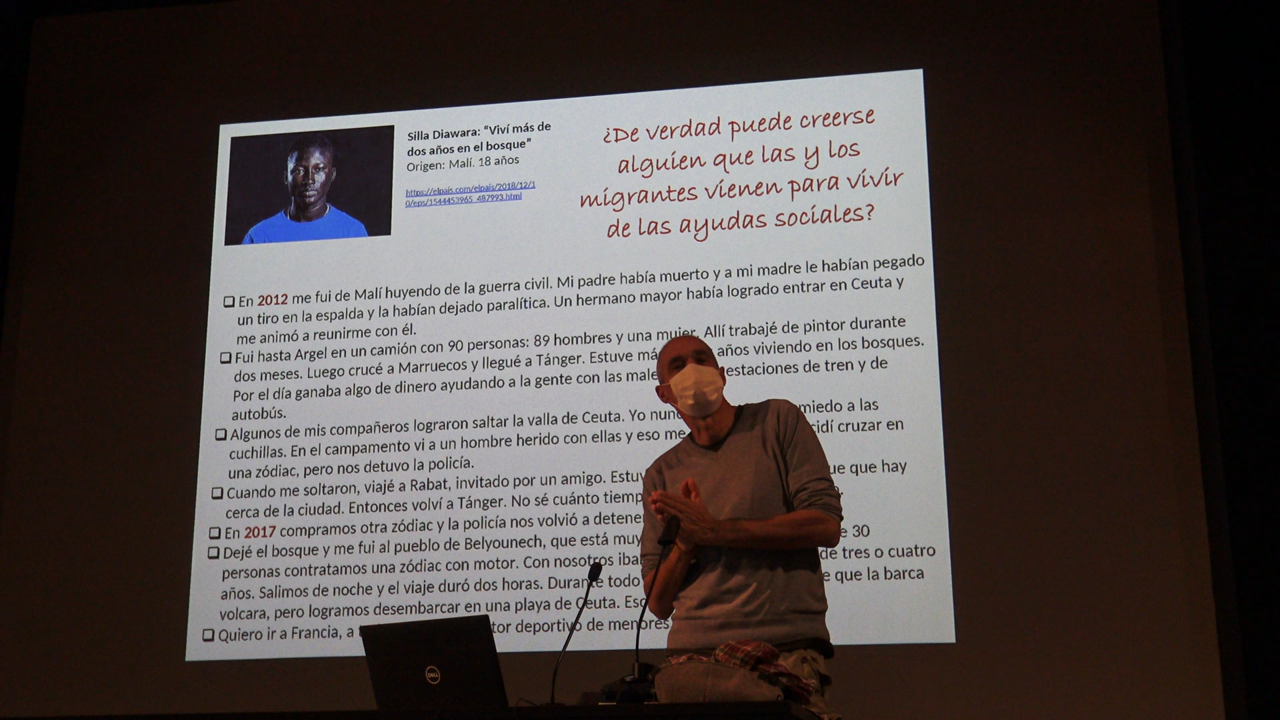 Silla Diawara: “Viví más de
dos años en el bosque”
Origen: Malí. 18 años
https://elpais.com/elpais/2018/12/1
0/eps/1544453965_487993.html
¿De verdad puede creerse
alguien que las y los
migrantes vienen para vivir
de las ayudas sociales?
❑ En 2012 me fui de Malí huyendo de la guerra civil. Mi padre había muerto y a mi madre le habían pegado
un tiro en la espalda y la habían dejado paralítica. Un hermano mayor había logrado entrar en Ceuta y
me animó a reunirme con él.
❑ Fui hasta Argel en un camión con 90 personas: 89 hombres y una mujer. Allí trabajé de pintor durante
dos meses. Luego crucé a Marruecos y llegué a Tánger. Estuve más años viviendo en los bosques.
Por el día ganaba algo de dinero ayudando a la gente con las male estaciones de tren y de
autobús.
❑ Algunos de mis compañeros lograron saltar la valla de Ceuta. Yo nunc miedo a las
cuchillas. En el campamento vi a un hombre herido con ellas y eso me cidí cruzar en
una zódiac, pero nos detuvo la policía.
❑ Cuando me soltaron, viajé a Rabat, invitado por un amigo. Estuv ue que hay
cerca de la ciudad. Entonces volví a Tánger. No sé cuánto tiemp
❑ En 2017 compramos otra zódiac y la policía nos volvió a detene
❑ Dejé el bosque y me fui al pueblo de Belyounech, que está muy e 30
personas contratamos una zódiac con motor. Con nosotros iba de tres o cuatro
años. Salimos de noche y el viaje duró dos horas. Durante todo e que la barca
volcara, pero logramos desembarcar en una playa de Ceuta. Eso
❑ Quiero ir a Francia, a tor deportivo de menores
DELL